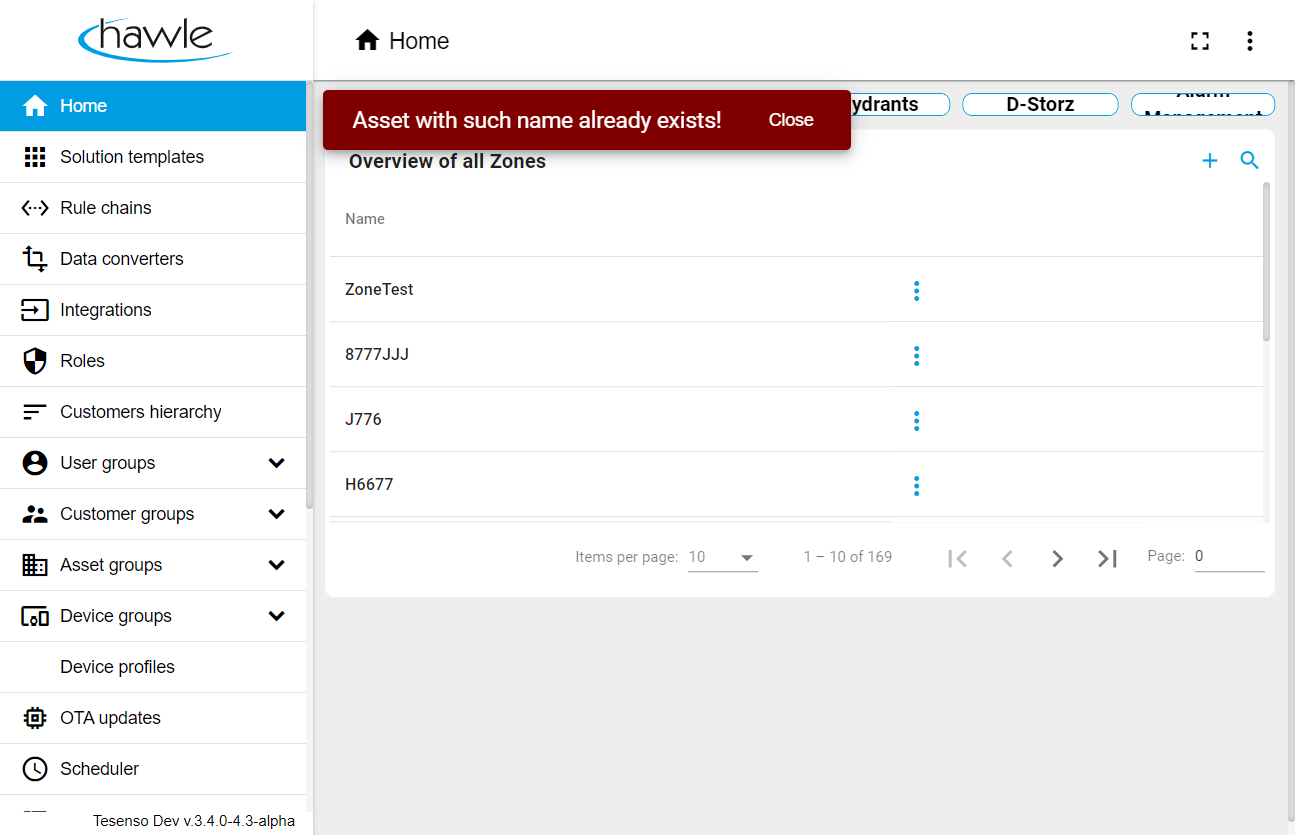 hawle
Home
Home
Solution templates
Rule chains
Data converters
Integrations
Roles
Customers hierarchy
User groups
Customer groups
Asset groups
Device groups
Device profiles
OTA updates
Scheduler
Tesenso Dev v.3.4.0-4.3-alpha
Asset with such name already exists! Close
ydrants
D-Storz
Alarm
Management
Overview of all Zones
Name
ZoneTest
8777JJJ
J776
H6677
Items per page: 10
1 – 10 of 169
Page: 0